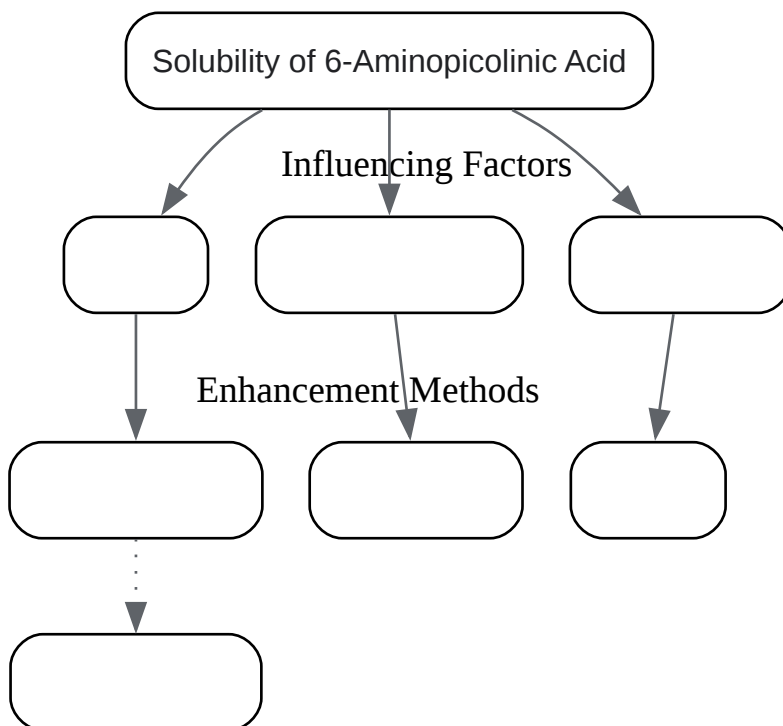 Solubility of 6-Aminopicolinic Acid
Influencing Factors
Enhancement Methods